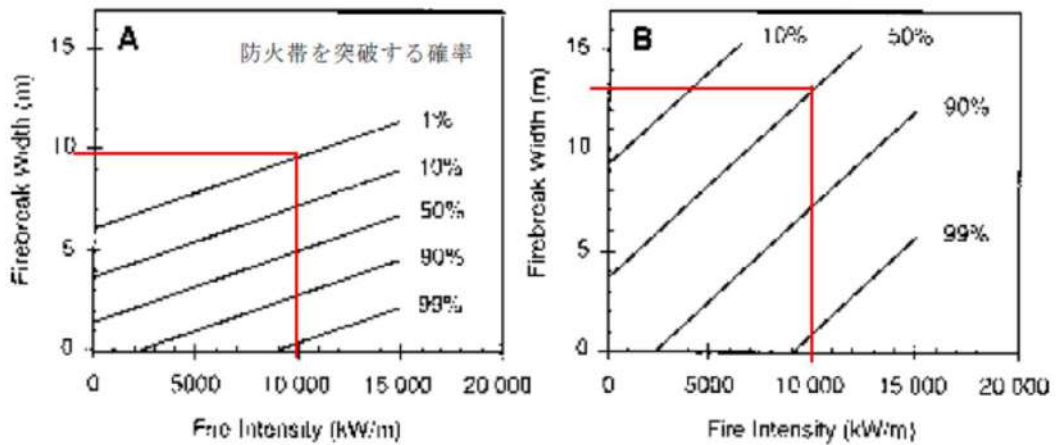 A
防火帯を突破する確率
Firebreak Width (m)
15
10
5
0
1%
10%
50%
90%
99%
0 5000 10 000 15 000 20 000
Fire Intensity (kW/m)
B
Firebreak Width (m)
15
10
5
0
10%
50%
90%
99%
0 5000 10 000 15 000 20 000
Fire Intensity (kW/m)